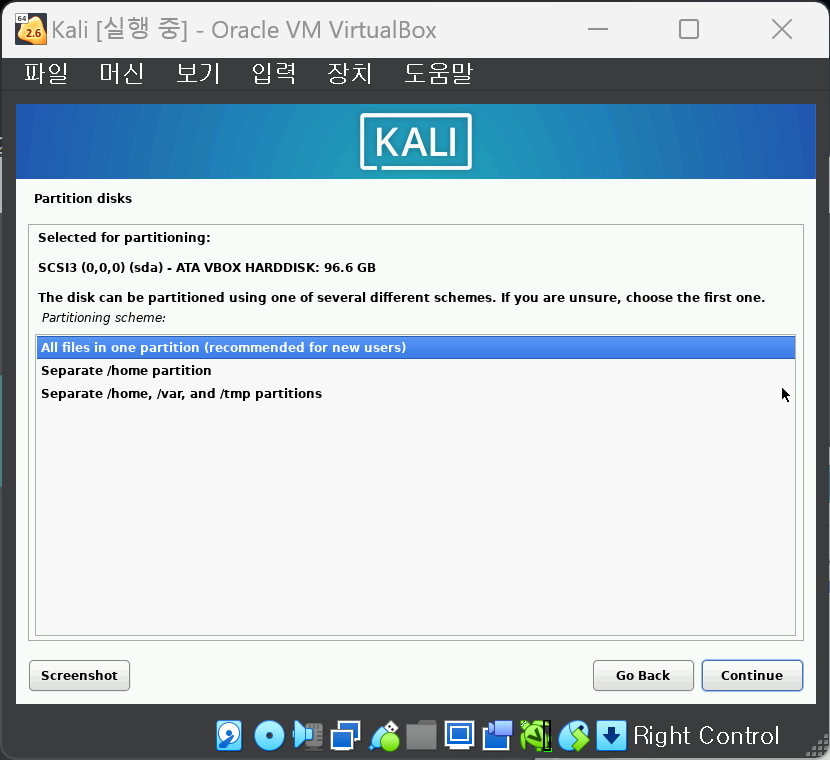 Kali [실행 중] - Oracle VM VirtualBox
파일 머신 보기 입력 장치 도움말
KALI
Partition disks
Selected for partitioning:
SCSI3 (0,0,0) (sda) - ATA VBOX HARDDISK: 96.6 GB
The disk can be partitioned using one of several different schemes. If you are unsure, choose the first one.
Partitioning scheme:
All files in one partition (recommended for new users)
Separate /home partition
Separate /home, /var, and /tmp partitions
Screenshot Go Back Continue
Right Control